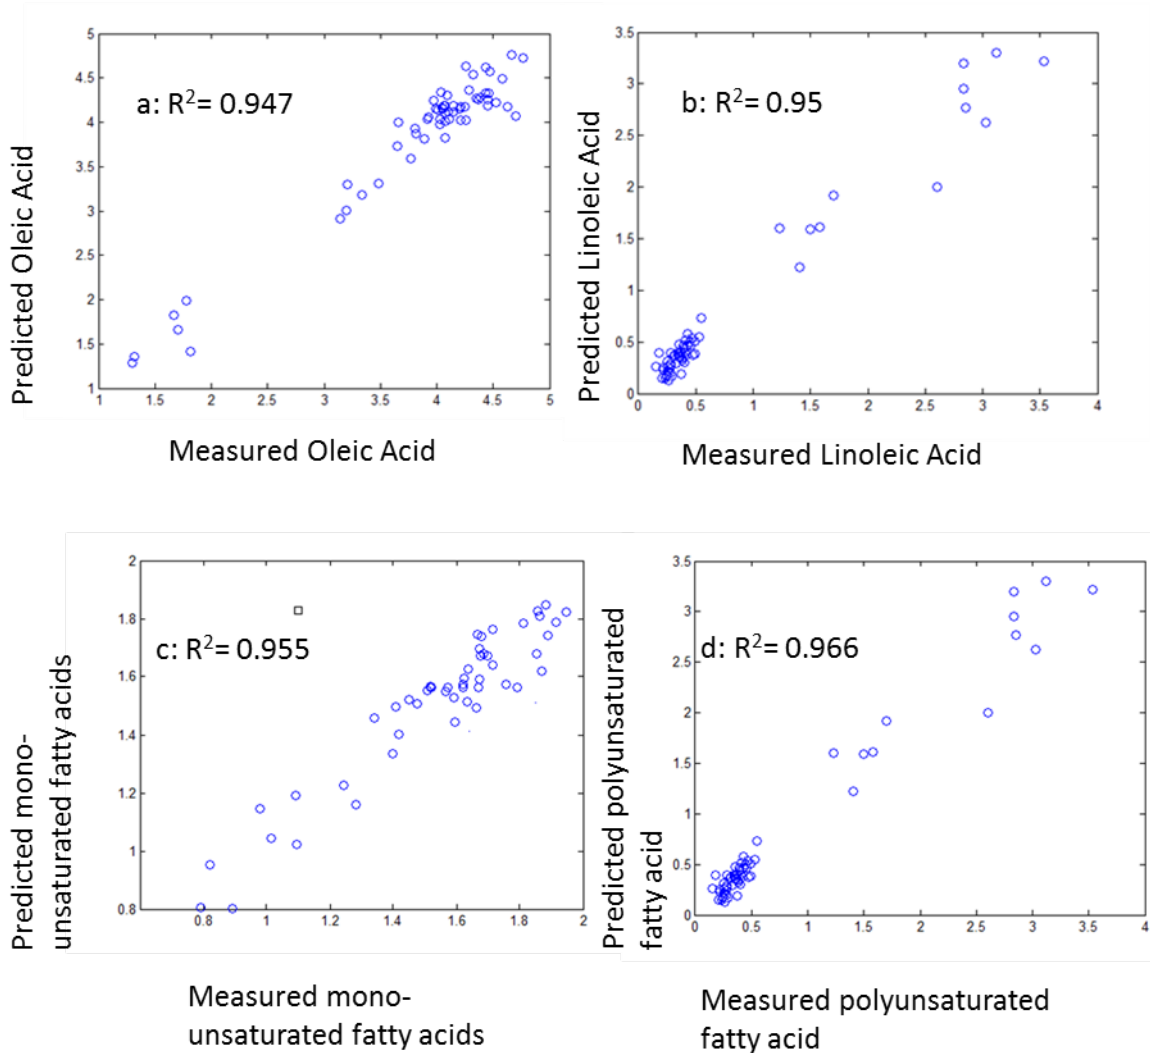 5
4.5
4
3.5
3
2.5
2
1.5
1
a: R²= 0.947
1 1.5 2 2.5 3 3.5 4 4.5 5
Predicted Oleic Acid
Measured Oleic Acid
3.5
3
2.5
2
1.5
1
0.5
0
b: R²= 0.95
0 0.5 1 1.5 2 2.5 3 3.5 4
Predicted Linoleic Acid
Measured Linoleic Acid
2
1.8
1.6
1.4
1.2
1
0.8
c: R²= 0.955
0.8 1 1.2 1.4 1.6 1.8 2
Predicted mono-
unsaturated fatty acids
Measured mono-
unsaturated fatty acids
3.5
3
2.5
2
1.5
1
0.5
0
d: R²= 0.966
0 0.5 1 1.5 2 2.5 3 3.5 4
Predicted polyunsaturated
fatty acid
Measured polyunsaturated
fatty acid